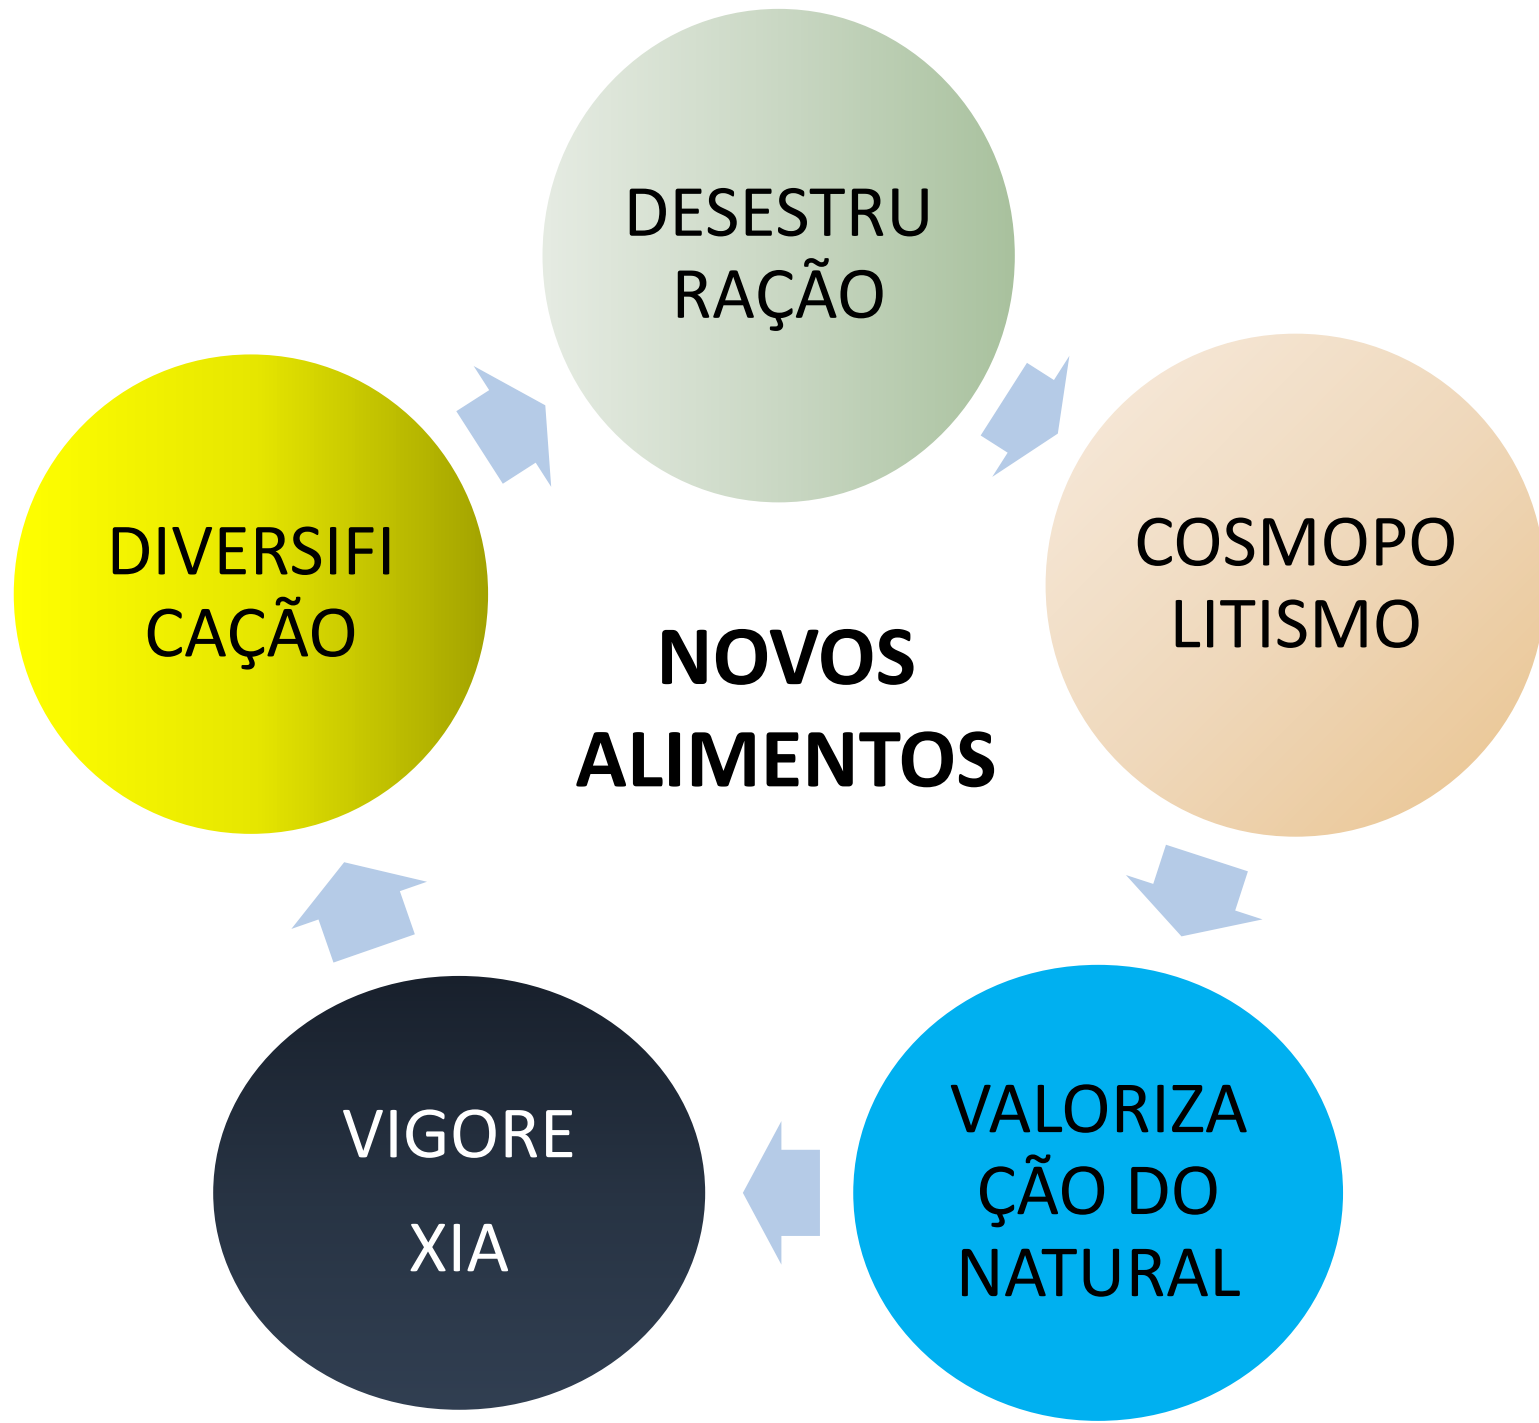 DESESTRU
RAÇÃO
COSMOPO
LITISMO
VALORIZA
ÇÃO DO
NATURAL
VIGORE
XIA
DIVERSIFI
CAÇÃO
NOVOS
ALIMENTOS